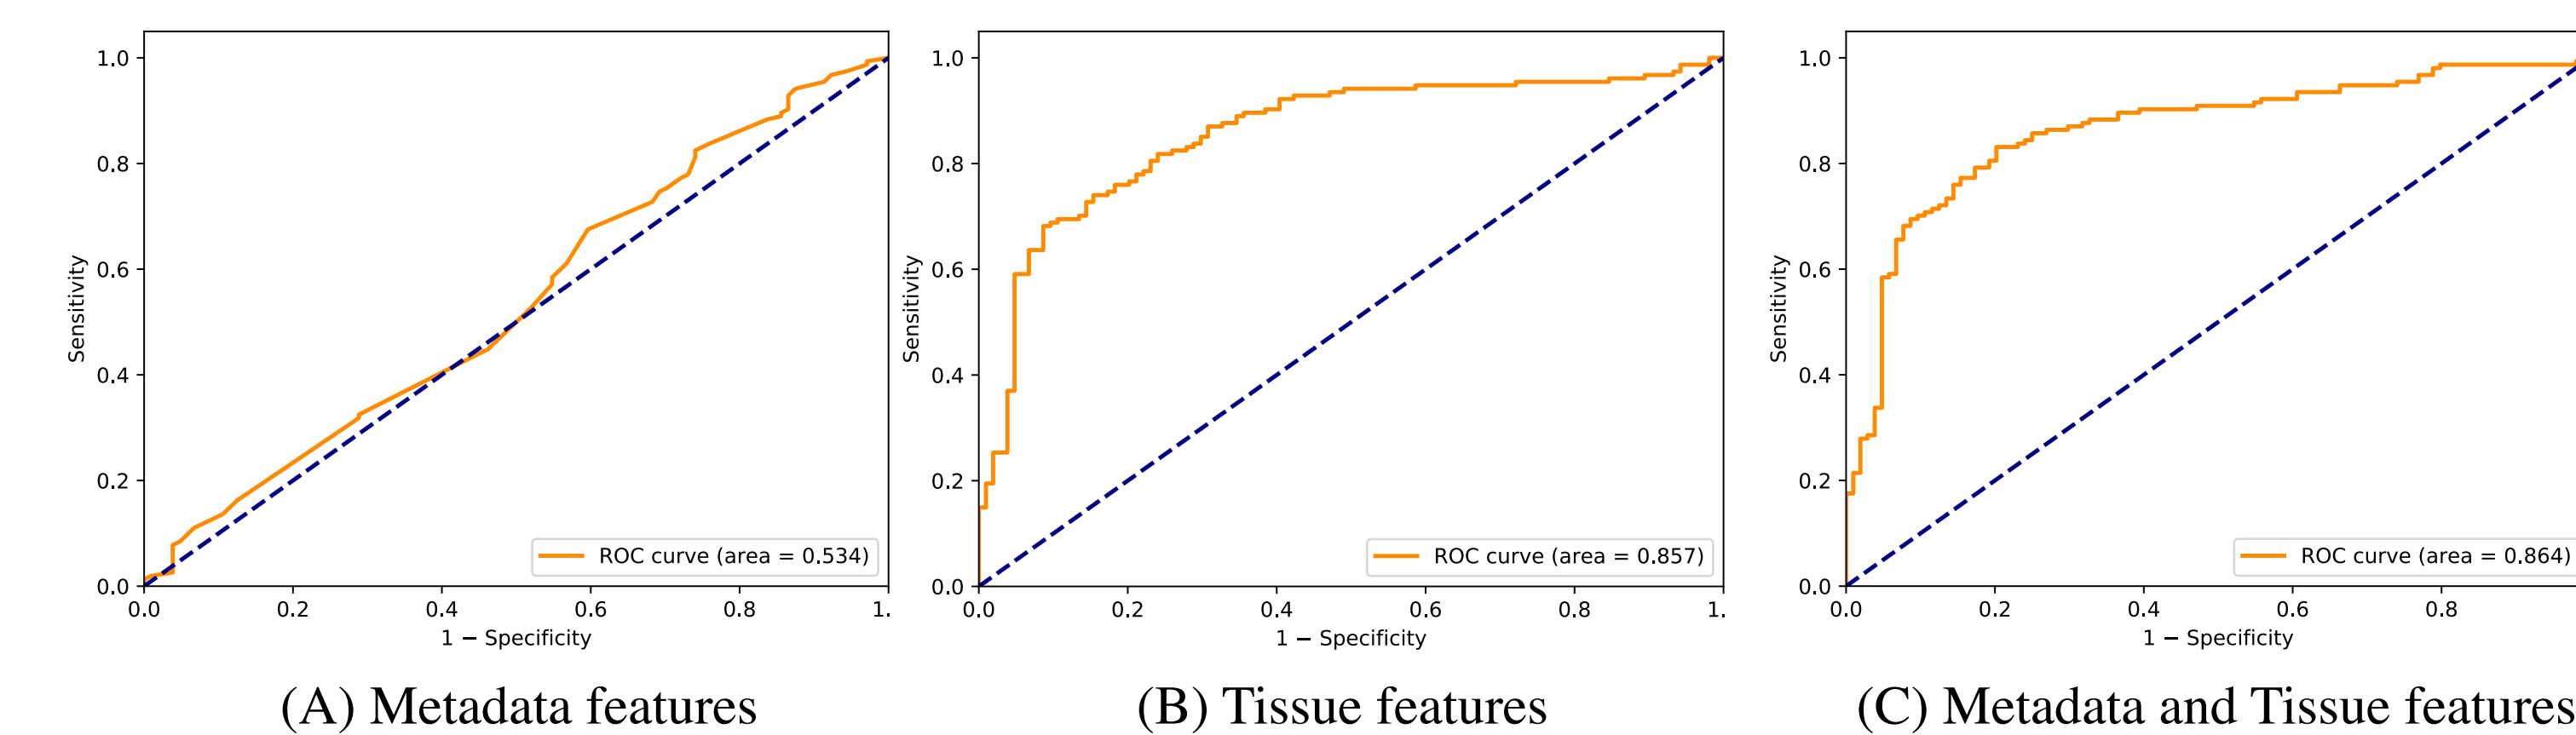 1.0
0.8
0.6
0.4
0.2
0.0
Sensitivity
0.0 0.2 0.4 0.6 0.8 1.
1 − Specificity
ROC curve (area = 0.534)
(A) Metadata features
1.0
0.8
0.6
0.4
0.2
0.0
Sensitivity
0.0 0.2 0.4 0.6 0.8 1.
1 − Specificity
ROC curve (area = 0.857)
(B) Tissue features
1.0
0.8
0.6
0.4
0.2
0.0
Sensitivity
0.0 0.2 0.4 0.6 0.8
1 − Specificity
ROC curve (area = 0.864)
(C) Metadata and Tissue features